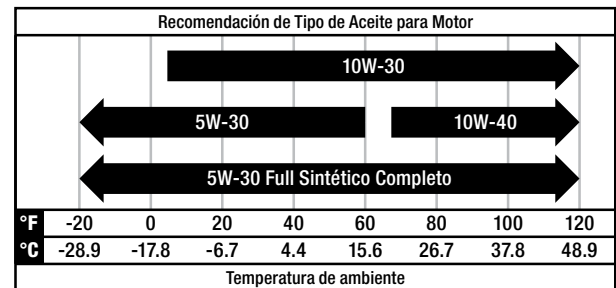 Recomendación de Tipo de Aceite para Motor
10W-30
5W-30 10W-40
5W-30 Full Sintético Completo
°F -20 0 20 40 60 80 100 120
°C -28.9 -17.8 -6.7 4.4 15.6 26.7 37.8 48.9
Temperatura de ambiente